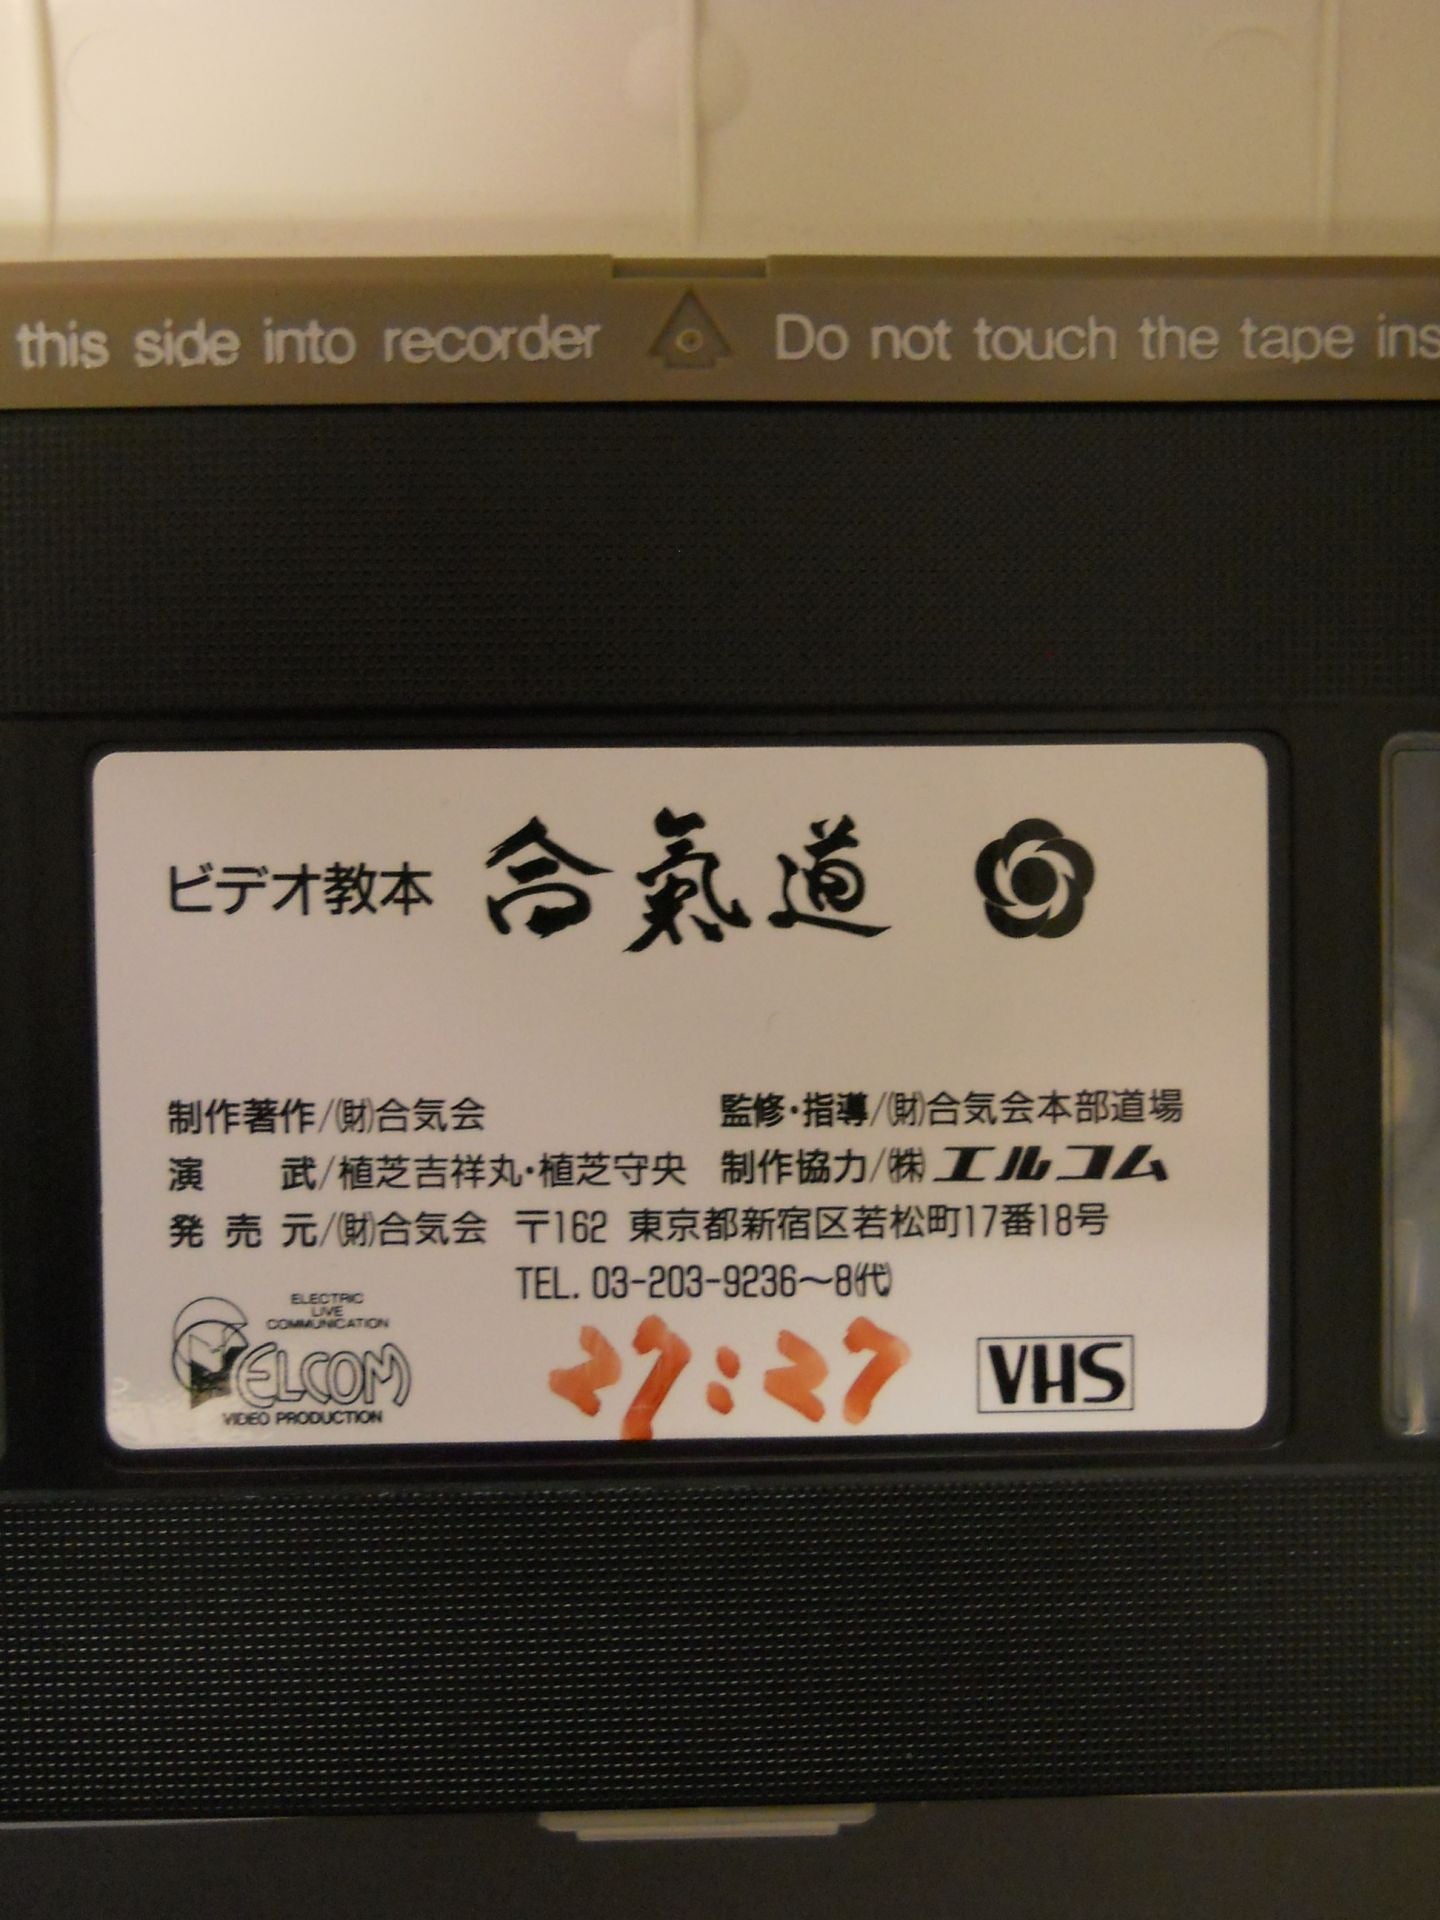 this side into recorder Do not touch the tape ins
ビデオ教本 合氣道
制作著作/㈶合気会 監修・指導/㈶合気会本部道場
演 武/植芝吉祥丸・植芝守央 制作協力/㈱エルコム
発売元/㈶合気会 〒162 東京都新宿区若松町17番18号
TEL. 03-203-9236〜8㈹
ELECTRIC
LIVE
COMMUNICATION
ELCOM
VIDEO PRODUCTION
27:27
VHS